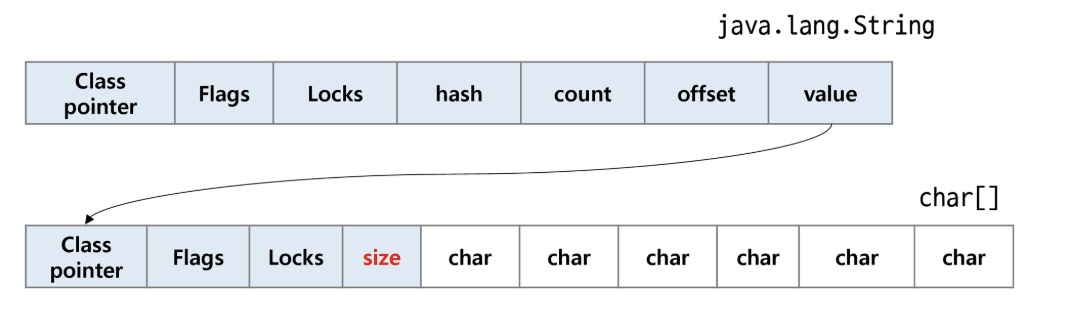 java.lang.String
Class
pointer
Flags
Locks
hash
count
offset
value
char[]
Class
pointer
Flags
Locks
size
char
char
char
char
char
char